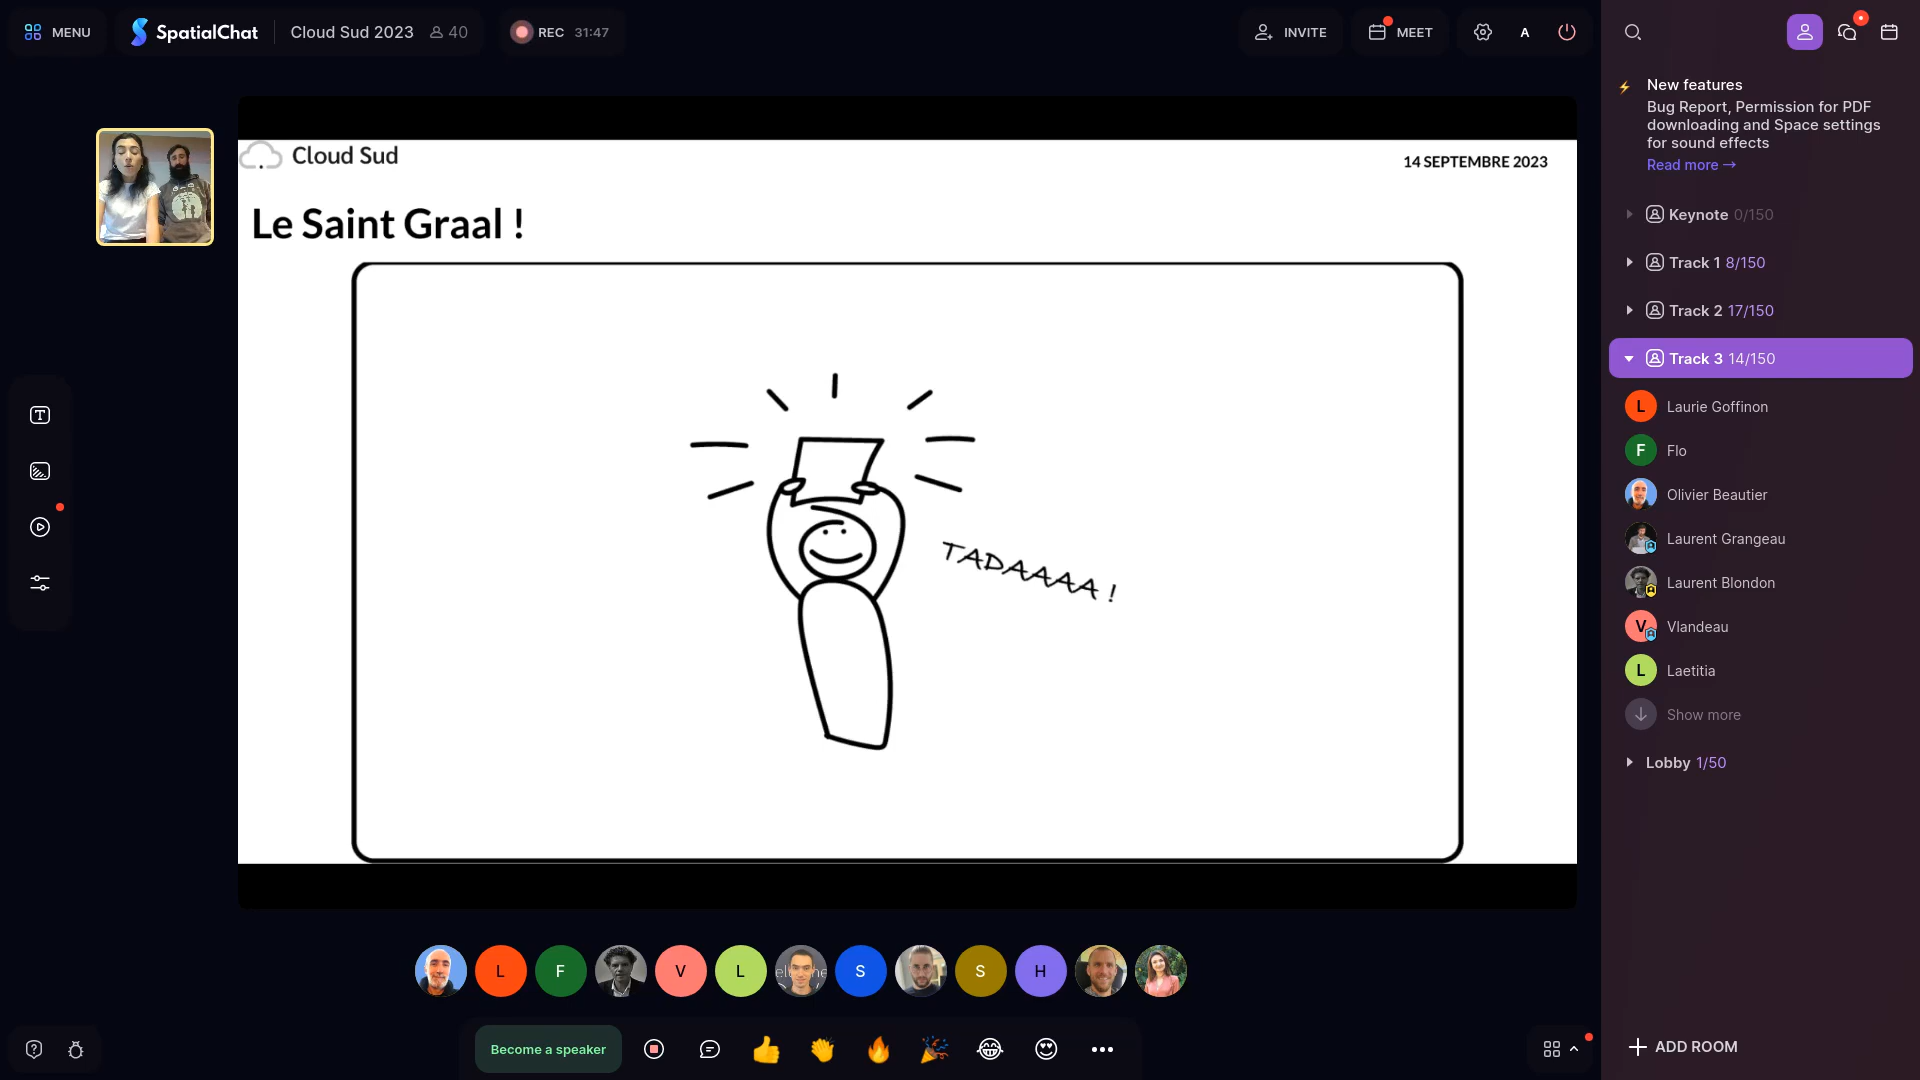 MENU
SpatialChat
Cloud Sud 2023
40
REC 31:47
INVITE
MEET
A
Cloud Sud
14 SEPTEMBRE 2023
Le Saint Graal !
TADAAAA !
New features
Bug Report, Permission for PDF
downloading and Space settings
for sound effects
Read more →
Keynote 0/150
Track 1 8/150
Track 2 17/150
Track 3 14/150
L Laurie Goffinon
F Flo
Olivier Beautier
Laurent Grangeau
Laurent Blondon
V Vlandeau
L Laetitia
Show more
Lobby 1/50
ADD ROOM
L F V L S S H
Become a speaker